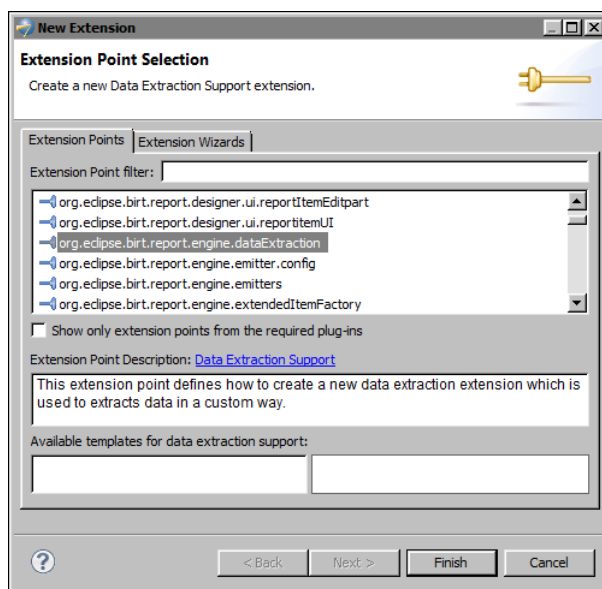 New Extension
Extension Point Selection
Create a new Data Extraction Support extension.
Extension Points
Extension Wizards
Extension Point filter:
org.eclipse.birt.report.designer.ui.reportItemEditpart
org.eclipse.birt.report.designer.ui.reportitemUI
org.eclipse.birt.report.engine.dataExtraction
org.eclipse.birt.report.engine.emitter.config
org.eclipse.birt.report.engine.emitters
org.eclipse.birt.report.engine.extendedItemFactory
Show only extension points from the required plug-ins
Extension Point Description: Data Extraction Support
This extension point defines how to create a new data extraction extension which is
used to extracts data in a custom way.
Available templates for data extraction support:
?
< Back
Next >
Finish
Cancel